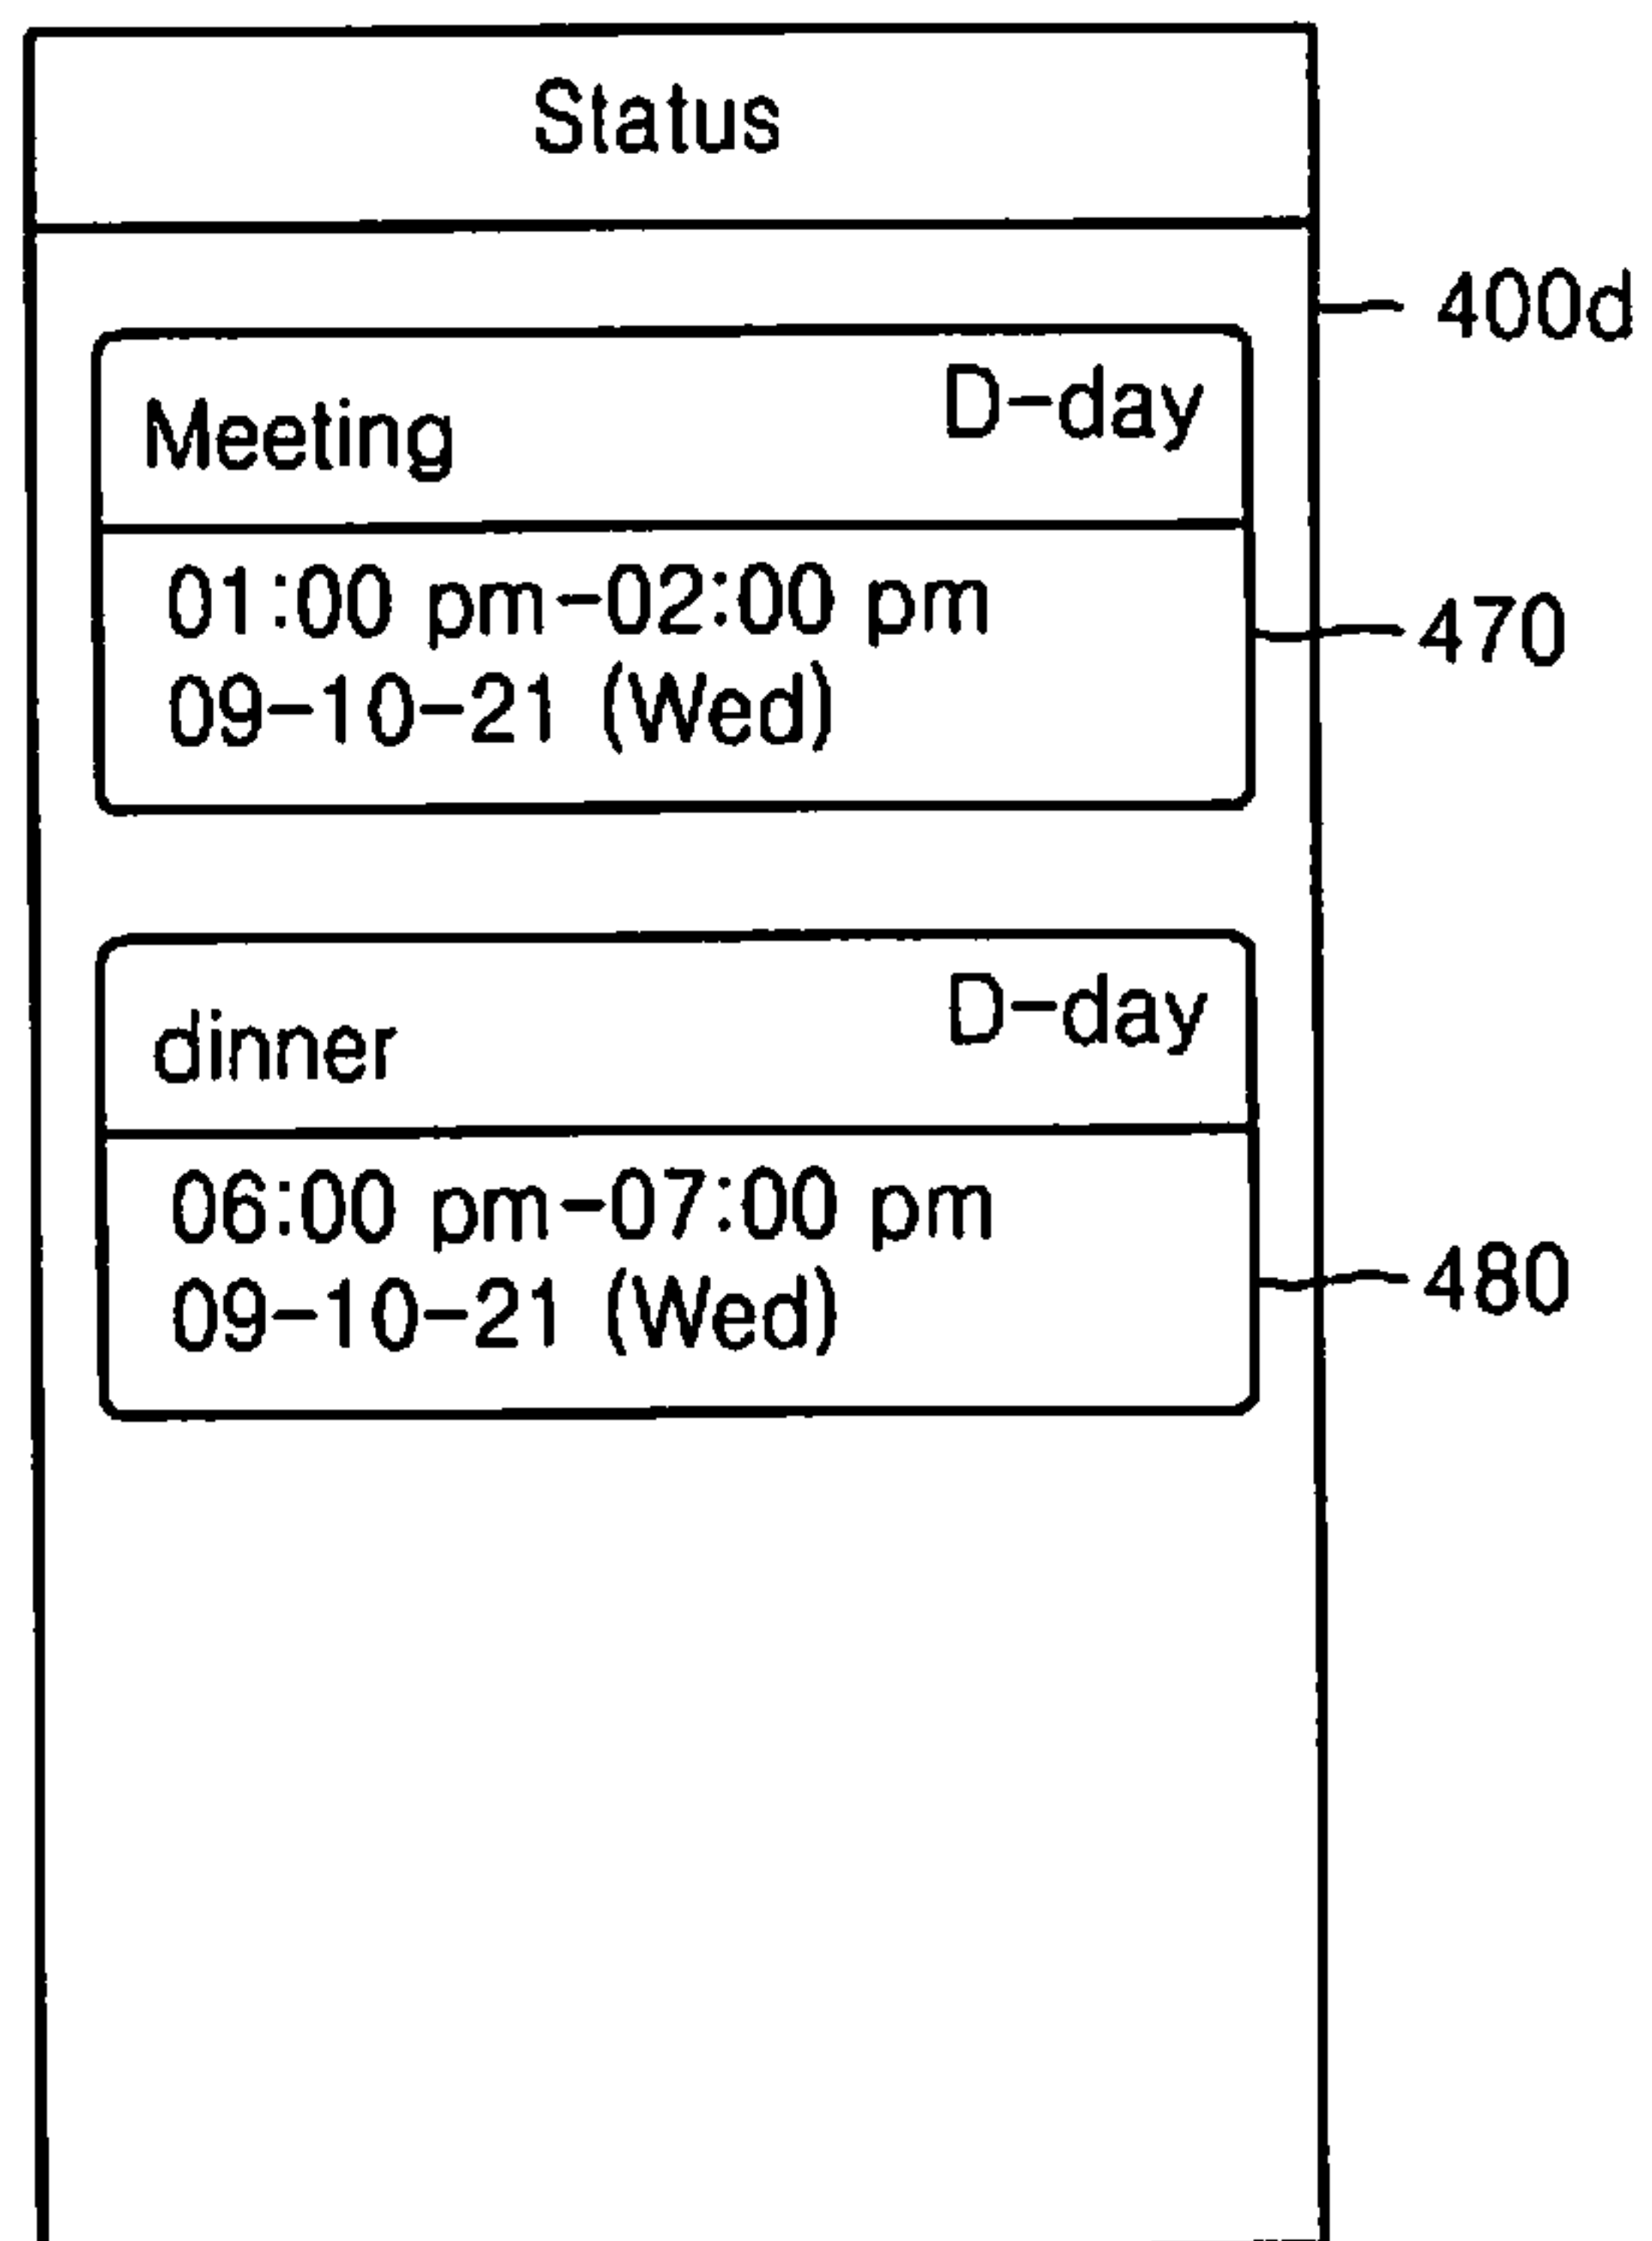 Status
400d
Meeting
D-day
01:00 pm-02:00 pm
470
09-10-21 (Wed)
dinner
D-day
06:00 pm-07:00 pm
480
09-10-21 (Wed)